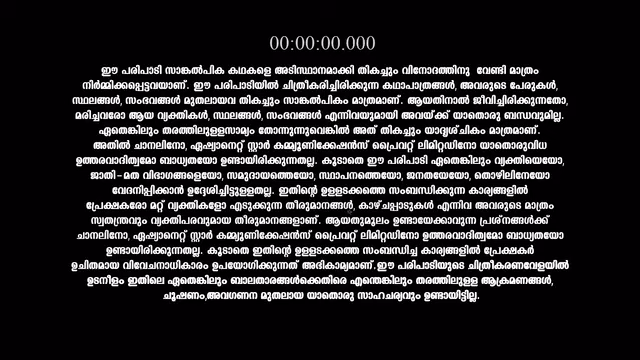 00:00:00.000
ഈ പരിപാടി സാങ്കൽപിക കഥകളെ അടിസ്ഥാനമാക്കി തികച്ചും വിനോദത്തിനു വേണ്ടി മാത്രം
നിർമ്മിക്കപ്പെട്ടവയാണ്. ഈ പരിപാടിയിൽ ചിത്രീകരിച്ചിരിക്കുന്ന കഥാപാത്രങ്ങൾ, അവരുടെ പേരുകൾ,
സ്ഥലങ്ങൾ, സംഭവങ്ങൾ മുതലായവ തികച്ചും സാങ്കൽപികം മാത്രമാണ്. ആയതിനാൽ ജീവിച്ചിരിക്കുന്നതോ,
മരിച്ചവരോ ആയ വ്യക്തികൾ, സ്ഥലങ്ങൾ, സംഭവങ്ങൾ എന്നിവയുമായി അവയ്ക്ക് യാതൊരു ബന്ധവുമില്ല.
ഏതെങ്കിലും തരത്തിലുളളസാമ്യം തോന്നുന്നുവെങ്കിൽ അത് തികച്ചും യാദൃശ്ചികം മാത്രമാണ്.
അതിൽ ചാനലിനോ, ഏഷ്യാനെറ്റ് സ്റ്റാർ കമ്മ്യൂണിക്കേഷൻസ് പ്രൈവറ്റ് ലിമിറ്റഡിനോ യാതൊരുവിധ
ഉത്തരവാദിത്വമോ ബാധ്യതയോ ഉണ്ടായിരിക്കുന്നതല്ല. കൂടാതെ ഈ പരിപാടി ഏതെങ്കിലും വ്യക്തിയെയോ,
ജാതി-മത വിഭാഗങ്ങളെയോ, സമുദായത്തെയോ, സ്ഥാപനത്തെയോ, ജനതയേയോ, തൊഴിലിനേയോ
വേദനിപ്പിക്കാൻ ഉദ്ദേശിച്ചിട്ടുളളതല്ല. ഇതിന്റെ ഉളളടക്കത്തെ സംബന്ധിക്കുന്ന കാര്യങ്ങളിൽ
പ്രേക്ഷകരോ മറ്റ് വ്യക്തികളോ എടുക്കുന്ന തീരുമാനങ്ങൾ, കാഴ്ചപ്പാടുകൾ എന്നിവ അവരുടെ മാത്രം
സ്വതന്ത്രവും വ്യക്തിപരവുമായ തീരുമാനങ്ങളാണ്. ആയതുമൂലം ഉണ്ടായേക്കാവുന്ന പ്രശ്നങ്ങൾക്ക്
ചാനലിനോ, ഏഷ്യാനെറ്റ് സ്റ്റാർ കമ്മ്യൂണിക്കേഷൻസ് പ്രൈവറ്റ് ലിമിറ്റഡിനോ ഉത്തരവാദിത്വമോ ബാധ്യതയോ
ഉണ്ടായിരിക്കുന്നതല്ല. കൂടാതെ ഇതിന്റെ ഉളളടക്കത്തെ സംബന്ധിച്ച കാര്യങ്ങളിൽ പ്രേക്ഷകർ
ഉചിതമായ വിവേചനാധികാരം ഉപയോഗിക്കുന്നത് അഭികാമ്യമാണ്.ഈ പരിപാടിയുടെ ചിത്രീകരണവേളയിൽ
ഉടനീളം ഇതിലെ ഏതെങ്കിലും ബാലതാരങ്ങൾക്കെതിരെ എന്തെങ്കിലും തരത്തിലുളള ആക്രമണങ്ങൾ,
ചൂഷണം,അവഗണന മുതലായ യാതൊരു സാഹചര്യവും ഉണ്ടായിട്ടില്ല.